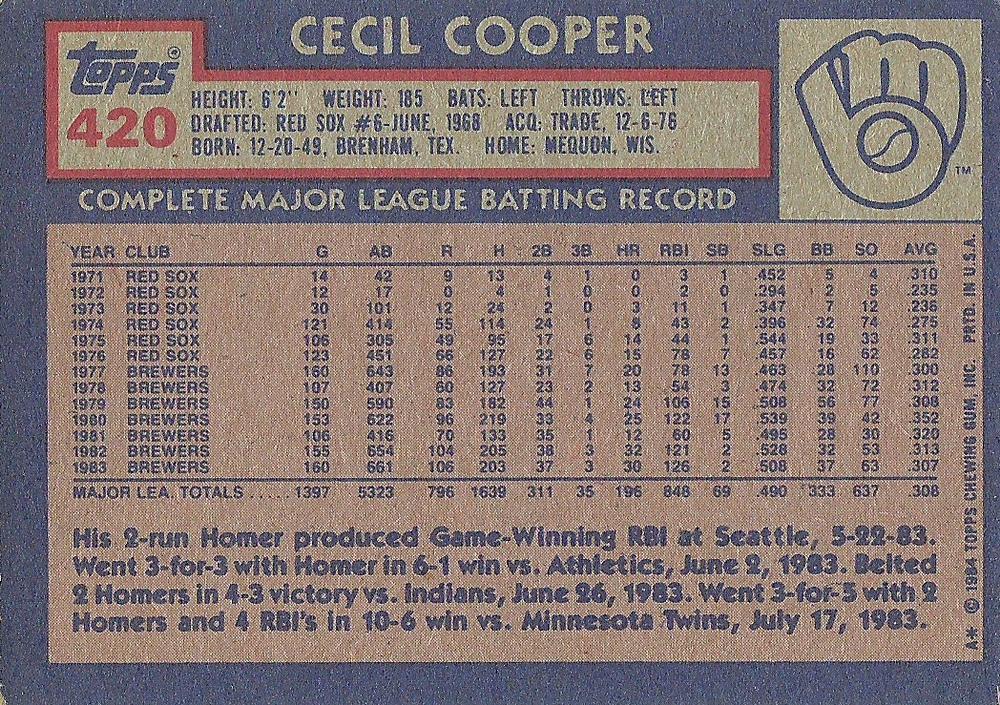 CECIL COOPER
Topps®
420
HEIGHT: 6'2" WEIGHT: 185 BATS: LEFT THROWS: LEFT
DRAFTED: RED SOX #6-JUNE, 1968 ACQ: TRADE, 12-6-76
BORN: 12-20-49, BRENHAM, TEX. HOME: MEQUON, WIS.
TM
COMPLETE MAJOR LEAGUE BATTING RECORD
YEAR CLUB G AB R H 2B 3B HR RBI SB SLG BB SO AVG
1971 RED SOX 14 42 9 13 4 1 0 3 1 .452 5 4 .310
1972 RED SOX 12 17 0 4 1 0 0 2 0 .294 2 5 .235
1973 RED SOX 30 101 12 24 2 0 3 11 1 .347 7 12 .236
1974 RED SOX 121 414 55 114 24 1 8 43 2 .396 32 74 .275
1975 RED SOX 106 305 49 95 17 6 14 44 1 .544 19 33 .311
1976 RED SOX 123 451 66 127 22 6 15 78 7 .457 16 62 .282
1977 BREWERS 160 643 86 193 31 7 20 78 13 .463 28 110 .300
1978 BREWERS 107 407 60 127 23 2 13 54 3 .474 32 72 .312
1979 BREWERS 150 590 83 182 44 1 24 106 15 .508 56 77 .308
1980 BREWERS 153 622 96 219 33 4 25 122 17 .539 39 42 .352
1981 BREWERS 106 416 70 133 35 1 12 60 5 .495 28 30 .320
1982 BREWERS 155 654 104 205 38 3 32 121 2 .528 32 53 .313
1983 BREWERS 160 661 106 203 37 3 30 126 2 .508 37 63 .307
MAJOR LEA. TOTALS ..... 1397 5323 796 1639 311 35 196 848 69 .490 333 637 .308
His 2-run Homer produced Game-Winning RBI at Seattle, 5-22-83.
Went 3-for-3 with Homer in 6-1 win vs. Athletics, June 2, 1983. Belted
2 Homers in 4-3 victory vs. Indians, June 26, 1983. Went 3-for-5 with 2
Homers and 4 RBI's in 10-6 win vs. Minnesota Twins, July 17, 1983.
A* © 1984 TOPPS CHEWING GUM, INC. PRTD. IN U.S.A.